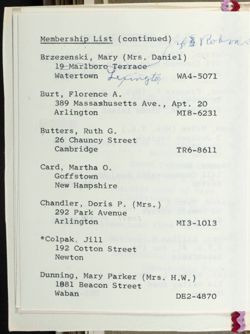 Membership List (continued)
Brzezenski, Mary (Mrs. Daniel)
19 Marlboro Terrace
Watertown Lexington WA4-5071
Burt, Florence A.
389 Massamhusetts Ave., Apt. 20
Arlington MI8-6231
Butters, Ruth G.
26 Chauncy Street
Cambridge TR6-8611
Card, Martha O.
Goffstown
New Hampshire
Chandler, Doris P. (Mrs.)
292 Park Avenue
Arlington MI3-1013
*Colpak, Jill
192 Cotton Street
Newton
Dunning, Mary Parker (Mrs. H.W.)
1881 Beacon Street
Waban DE2-4870